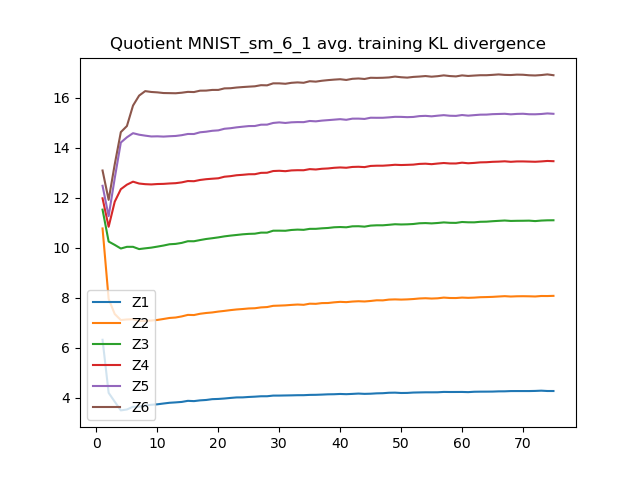 Quotient MNIST_sm_6_1 avg. training KL divergence
16
14
12
10
8
6
4
Z1
Z2
Z3
Z4
Z5
Z6
0 10 20 30 40 50 60 70